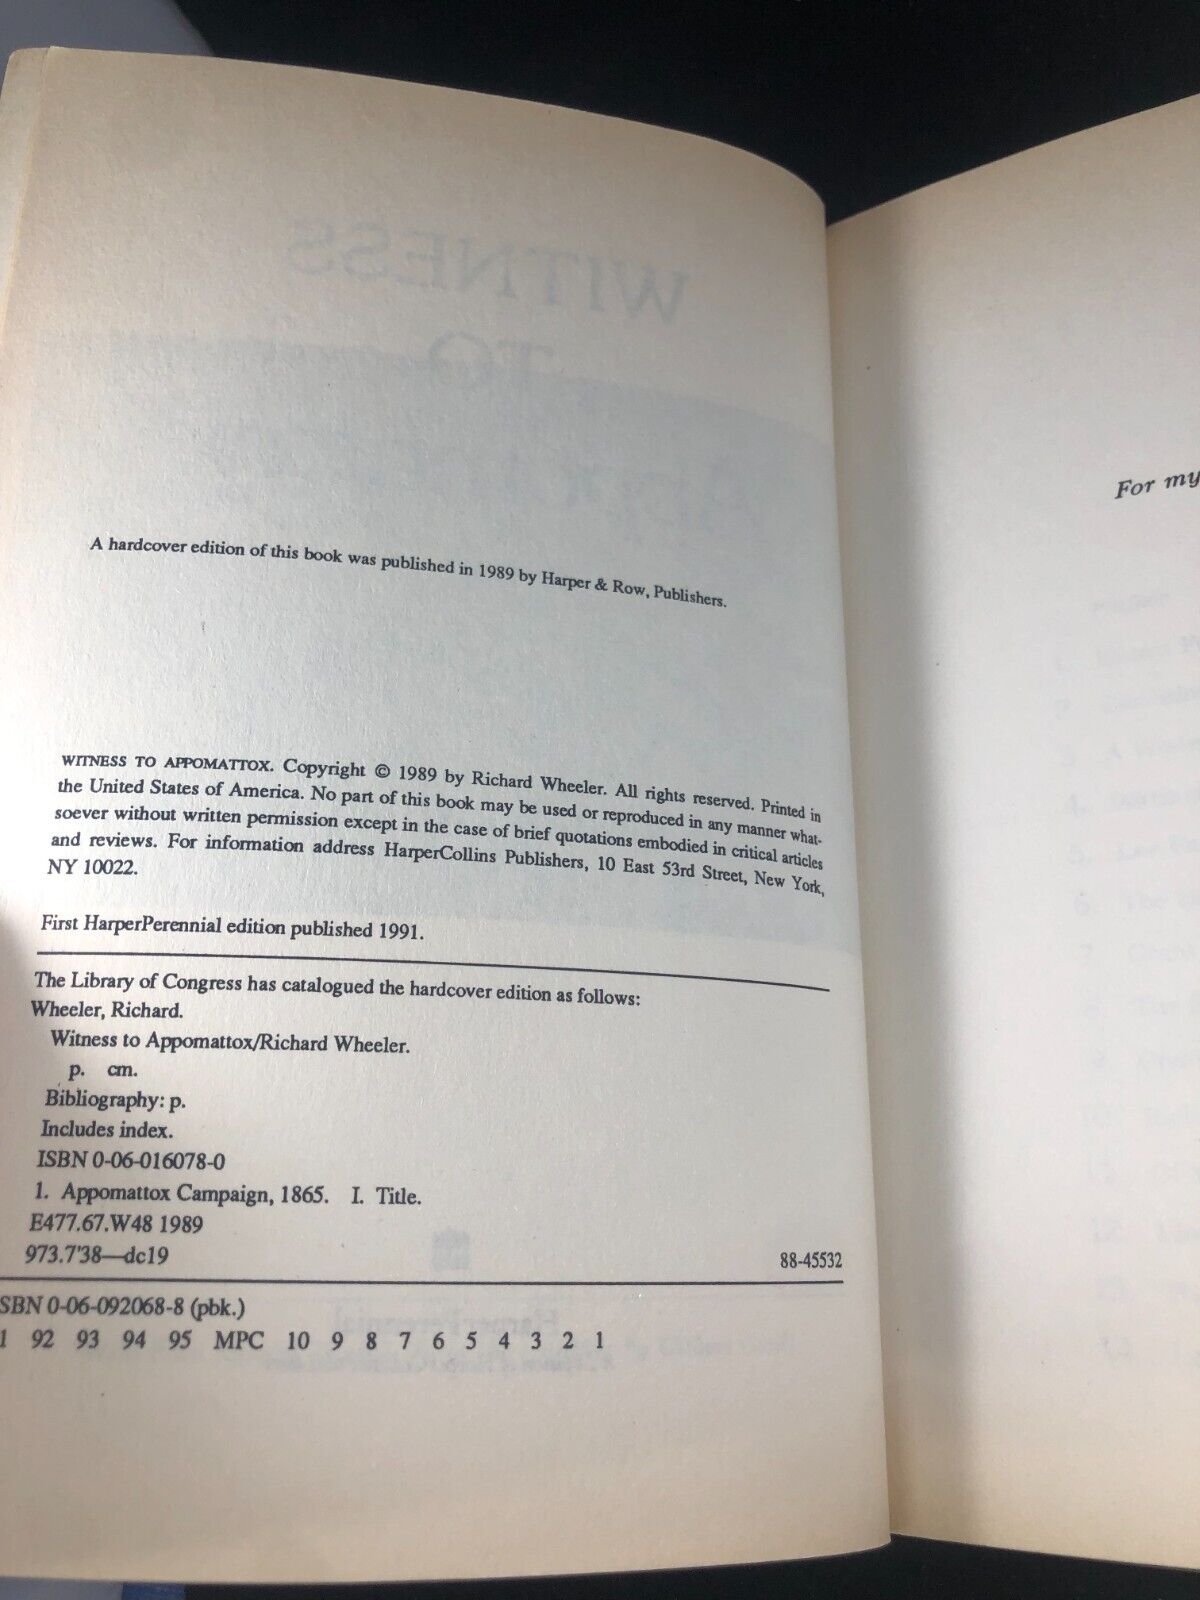 A hardcover edition of this book was published in 1989 by Harper & Row, Publishers.
WITNESS TO APPOMATTOX. Copyright © 1989 by Richard Wheeler. All rights reserved. Printed in
the United States of America. No part of this book may be used or reproduced in any manner what-
soever without written permission except in the case of brief quotations embodied in critical articles
and reviews. For information address HarperCollins Publishers, 10 East 53rd Street, New York,
NY 10022.
First HarperPerennial edition published 1991.
The Library of Congress has catalogued the hardcover edition as follows:
Wheeler, Richard.
Witness to Appomattox/Richard Wheeler.
p. cm.
Bibliography: p.
Includes index.
ISBN 0-06-016078-0
1. Appomattox Campaign, 1865. I. Title.
E477.67.W48 1989
973.7'38—dc19 88-45532
SBN 0-06-092068-8 (pbk.)
1 92 93 94 95 MPC 10 9 8 7 6 5 4 3 2 1
For my
WITNESS
TO